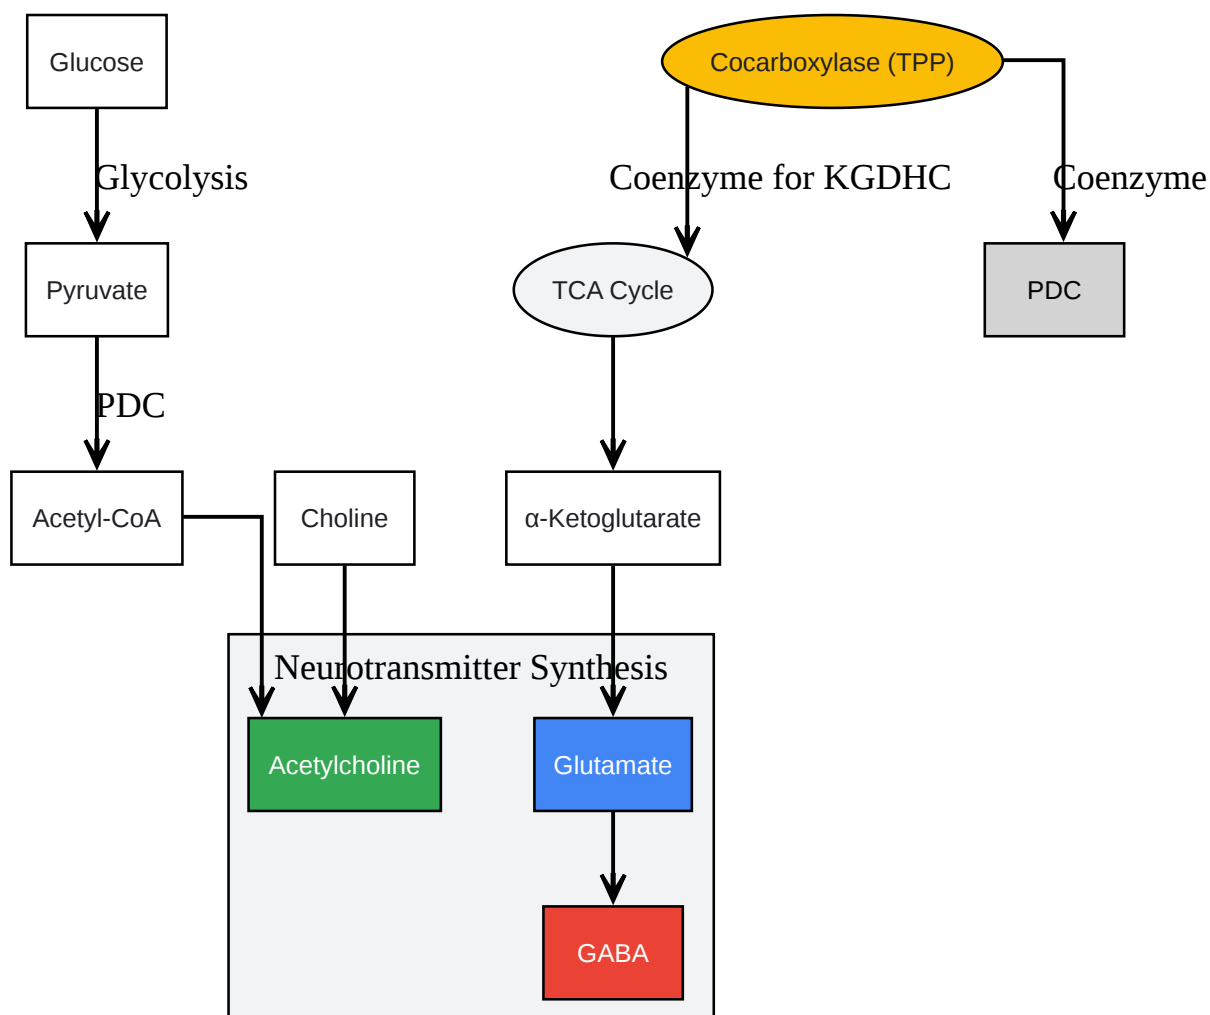 Glucose
Cocarboxylase (TPP)
Glycolysis
Coenzyme for KGDHC
Coenzyme
Pyruvate
TCA Cycle
PDC
PDC
Acetyl-CoA
Choline
α-Ketoglutarate
Neurotransmitter Synthesis
Acetylcholine
Glutamate
GABA